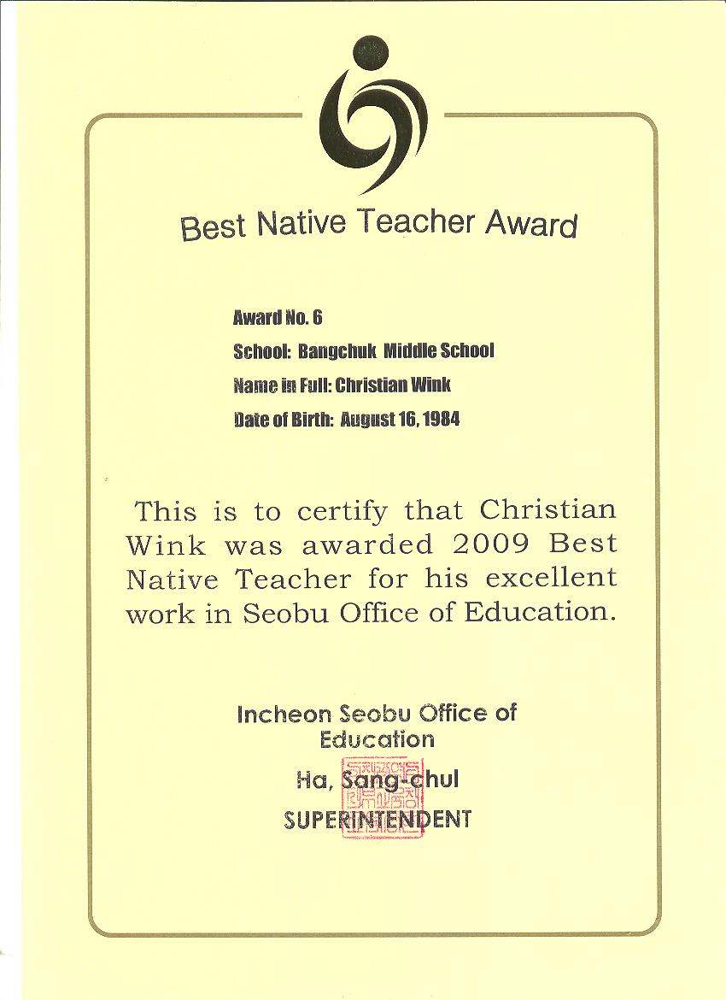 Best Native Teacher Award
Award No. 6
School: Bangchuk Middle School
Name in Full: Christian Wink
Date of Birth: August 16, 1984
This is to certify that Christian
Wink was awarded 2009 Best
Native Teacher for his excellent
work in Seobu Office of Education.
Incheon Seobu Office of
Education
Ha, Sang-chul
SUPERINTENDENT